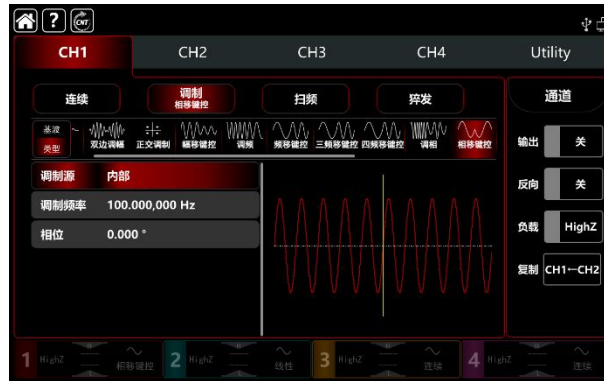 ? CNT
CH1 CH2 CH3 CH4 Utility
连续 调制 扫频 猝发 通道
相移键控
基波
类型
双边调幅 正交调制 幅移键控 调频 频移键控 三频移键控 四频移键控 调相 相移键控
输出 关
调制源 内部
反向 关
调制频率 100.000,000 Hz
负载 HighZ
相位 0.000 °
复制 CH1←CH2
1 HighZ 相移键控 2 HighZ 线性 3 HighZ 连续 4 HighZ 连续